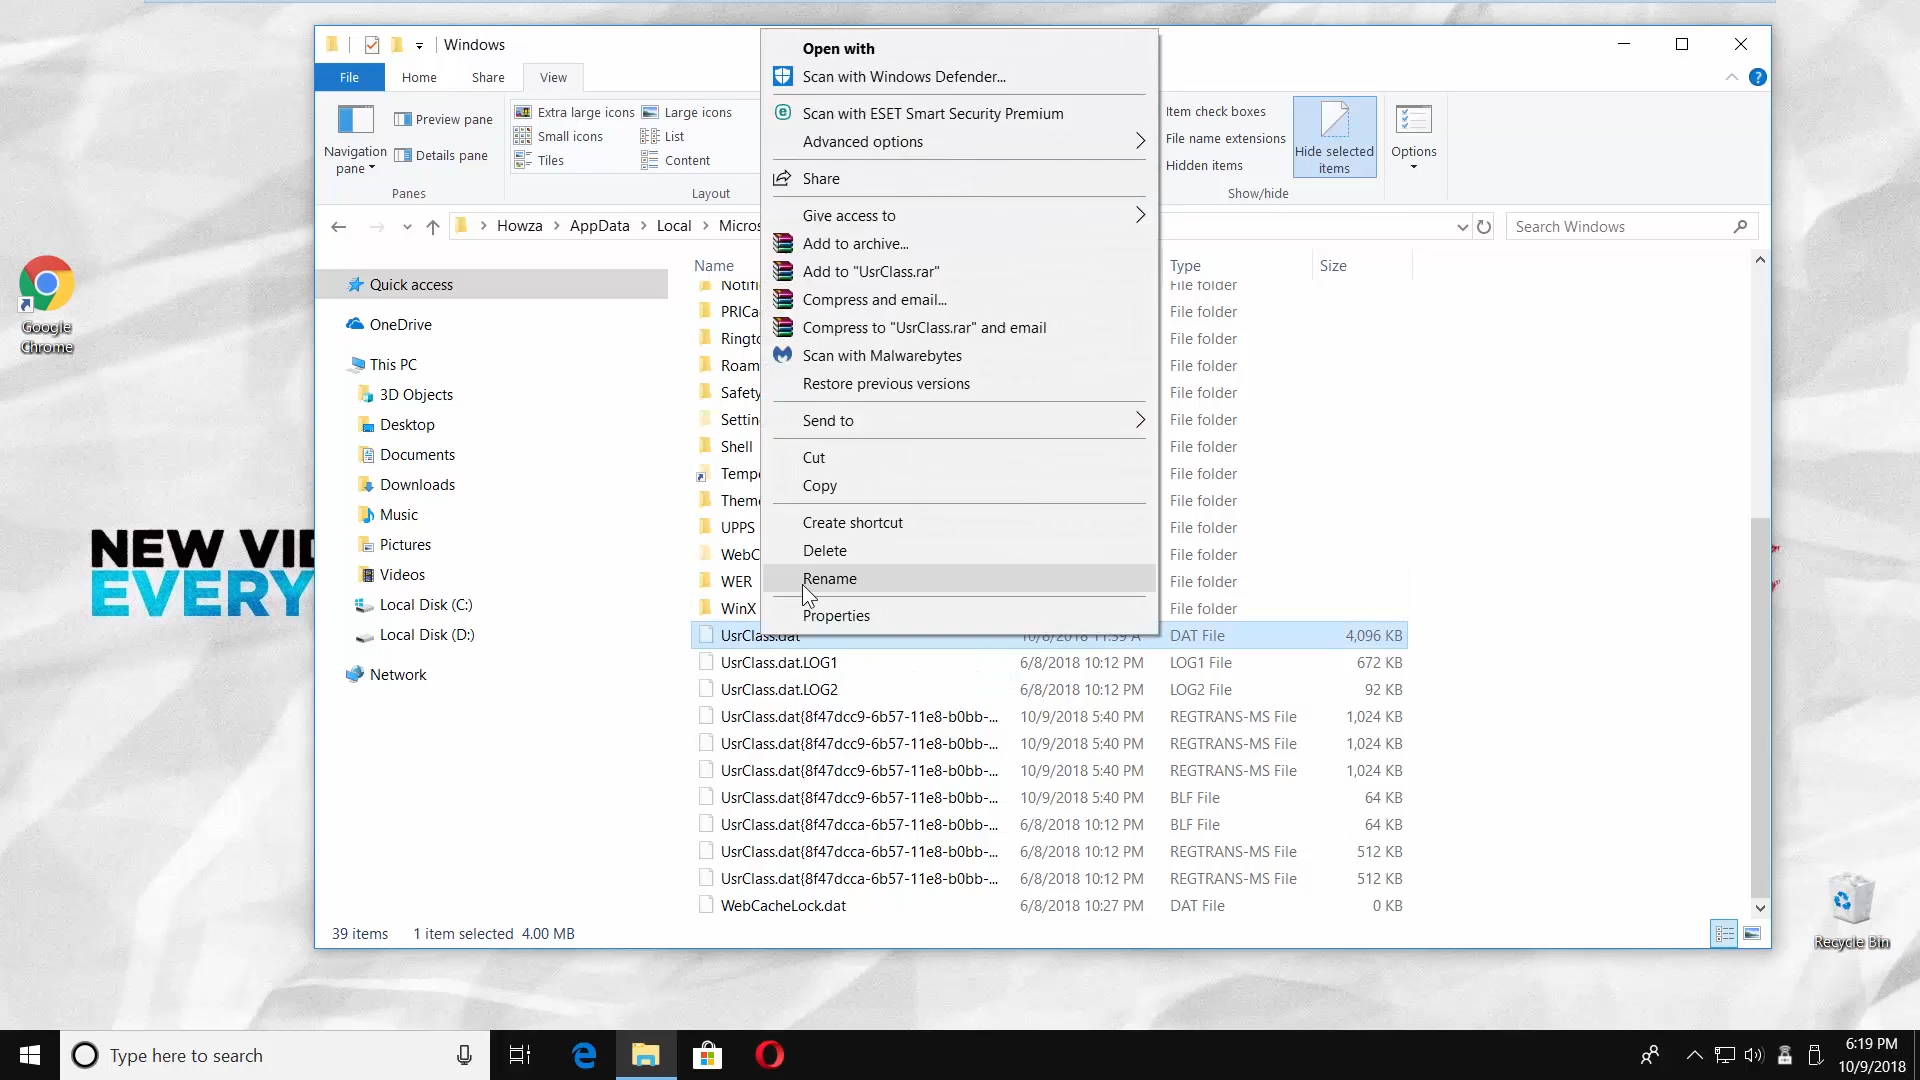 Windows
File
Home
Share
View
Navigation
pane
Preview pane
Details pane
Panes
Extra large icons
Large icons
Small icons
List
Tiles
Content
Layout
Item check boxes
File name extensions
Hidden items
Hide selected
items
Show/hide
Options
Howza
AppData
Local
Search Windows
Open with
Scan with Windows Defender...
Scan with ESET Smart Security Premium
Advanced options
Share
Give access to
Add to archive...
Add to "UsrClass.rar"
Compress and email...
Compress to "UsrClass.rar" and email
Scan with Malwarebytes
Restore previous versions
Send to
Cut
Copy
Create shortcut
Delete
Rename
Properties
Quick access
OneDrive
This PC
3D Objects
Desktop
Documents
Downloads
Music
Pictures
Videos
Local Disk (C:)
Local Disk (D:)
Network
Name
Type
Size
File folder
PRICa
File folder
Ringto
File folder
Roam
File folder
Safety
File folder
Settin
File folder
Shell
File folder
Tempo
File folder
Theme
File folder
UPPS
File folder
WebC
File folder
WER
File folder
WinX
File folder
UsrClass.dat
DAT File
4,096 KB
UsrClass.dat.LOG1 6/8/2018 10:12 PM LOG1 File 672 KB
UsrClass.dat.LOG2 6/8/2018 10:12 PM LOG2 File 92 KB
UsrClass.dat{8f47dcc9-6b57-11e8-b0bb-... 10/9/2018 5:40 PM REGTRANS-MS File 1,024 KB
UsrClass.dat{8f47dcc9-6b57-11e8-b0bb-... 10/9/2018 5:40 PM REGTRANS-MS File 1,024 KB
UsrClass.dat{8f47dcc9-6b57-11e8-b0bb-... 10/9/2018 5:40 PM REGTRANS-MS File 1,024 KB
UsrClass.dat{8f47dcc9-6b57-11e8-b0bb-... 10/9/2018 5:40 PM BLF File 64 KB
UsrClass.dat{8f47dcca-6b57-11e8-b0bb-... 6/8/2018 10:12 PM BLF File 64 KB
UsrClass.dat{8f47dcca-6b57-11e8-b0bb-... 6/8/2018 10:12 PM REGTRANS-MS File 512 KB
UsrClass.dat{8f47dcca-6b57-11e8-b0bb-... 6/8/2018 10:12 PM REGTRANS-MS File 512 KB
WebCacheLock.dat 6/8/2018 10:27 PM DAT File 0 KB
39 items 1 item selected 4.00 MB
Google
Chrome
NEW VID
EVERY
Recycle Bin
Type here to search
6:19 PM
10/9/2018